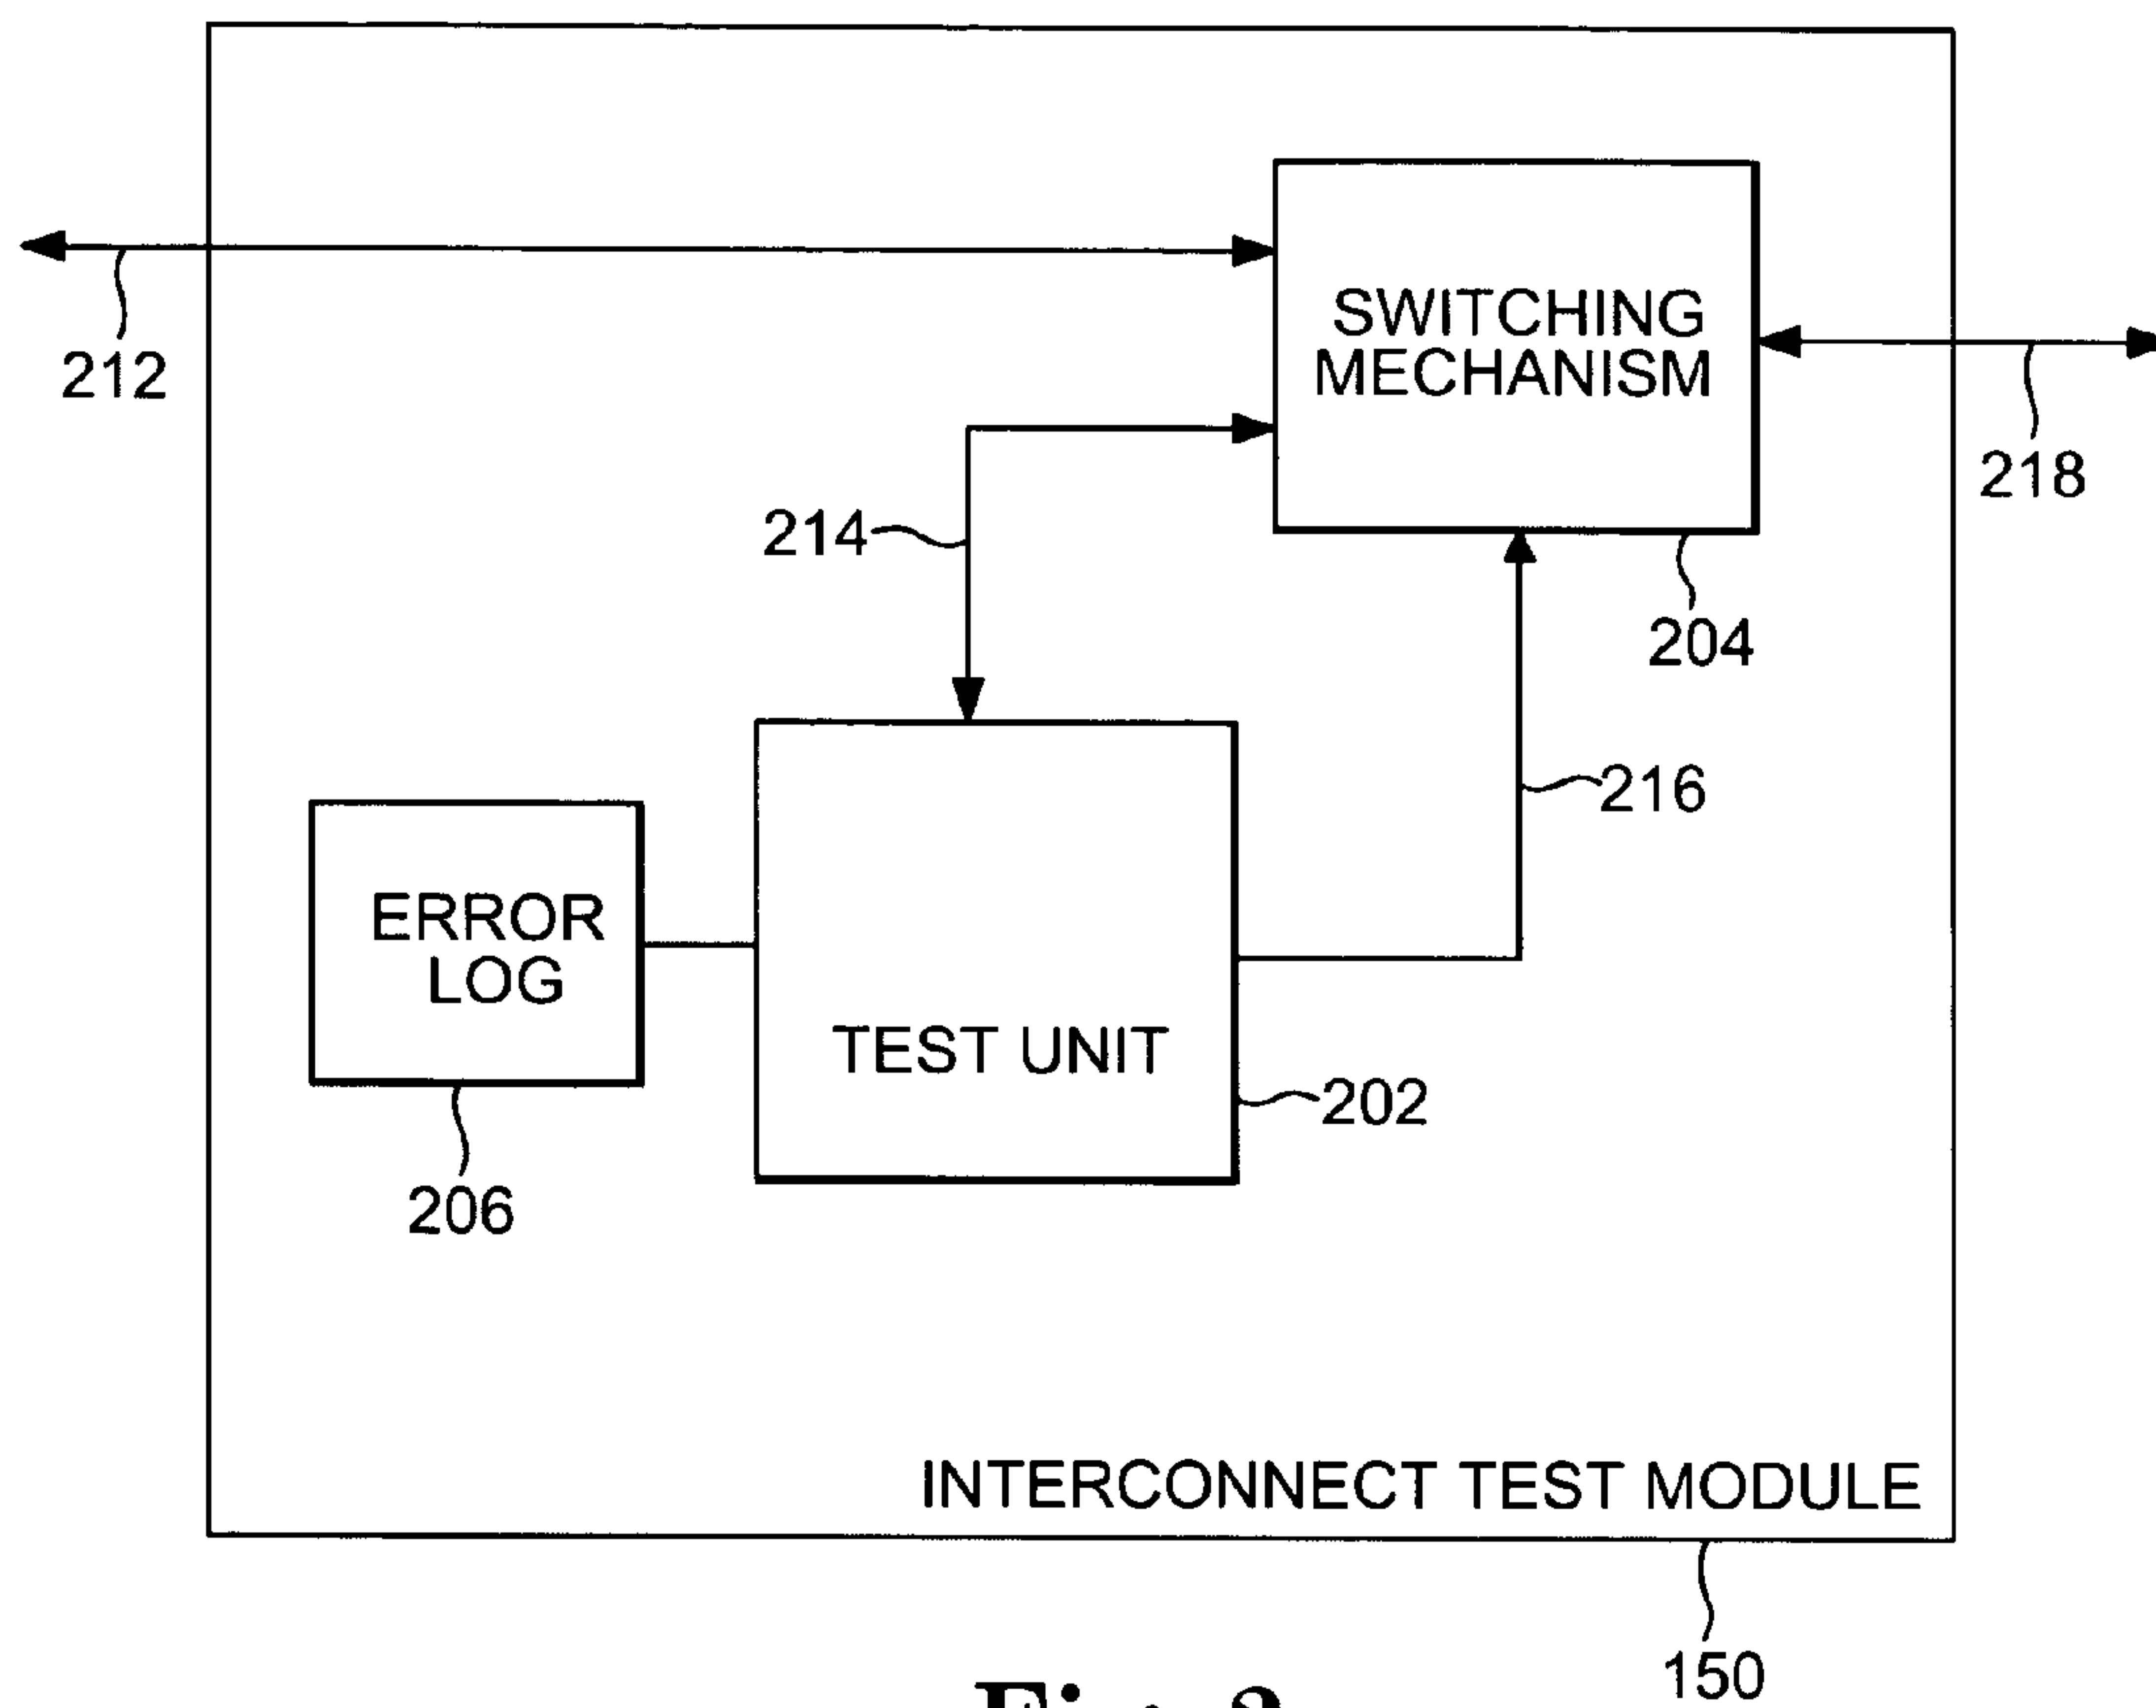 SWITCHING
MECHANISM
212
218
214
204
216
ERROR
LOG
TEST UNIT
202
206
INTERCONNECT TEST MODULE
150